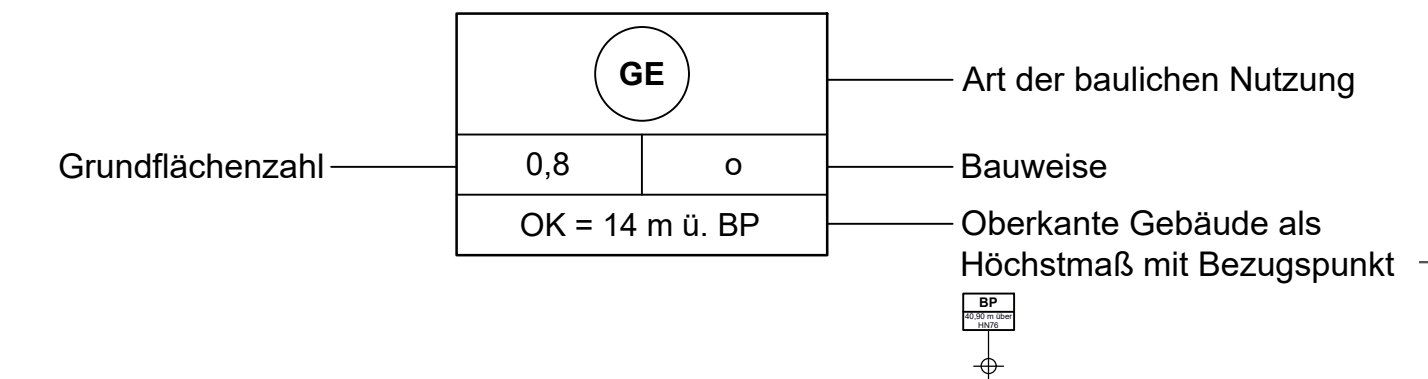 GE
Art der baulichen Nutzung
Grundflächenzahl
0,8
o
Bauweise
OK = 14 m ü. BP
Oberkante Gebäude als
Höchstmaß mit Bezugspunkt
BP
40,90 m über
HN76